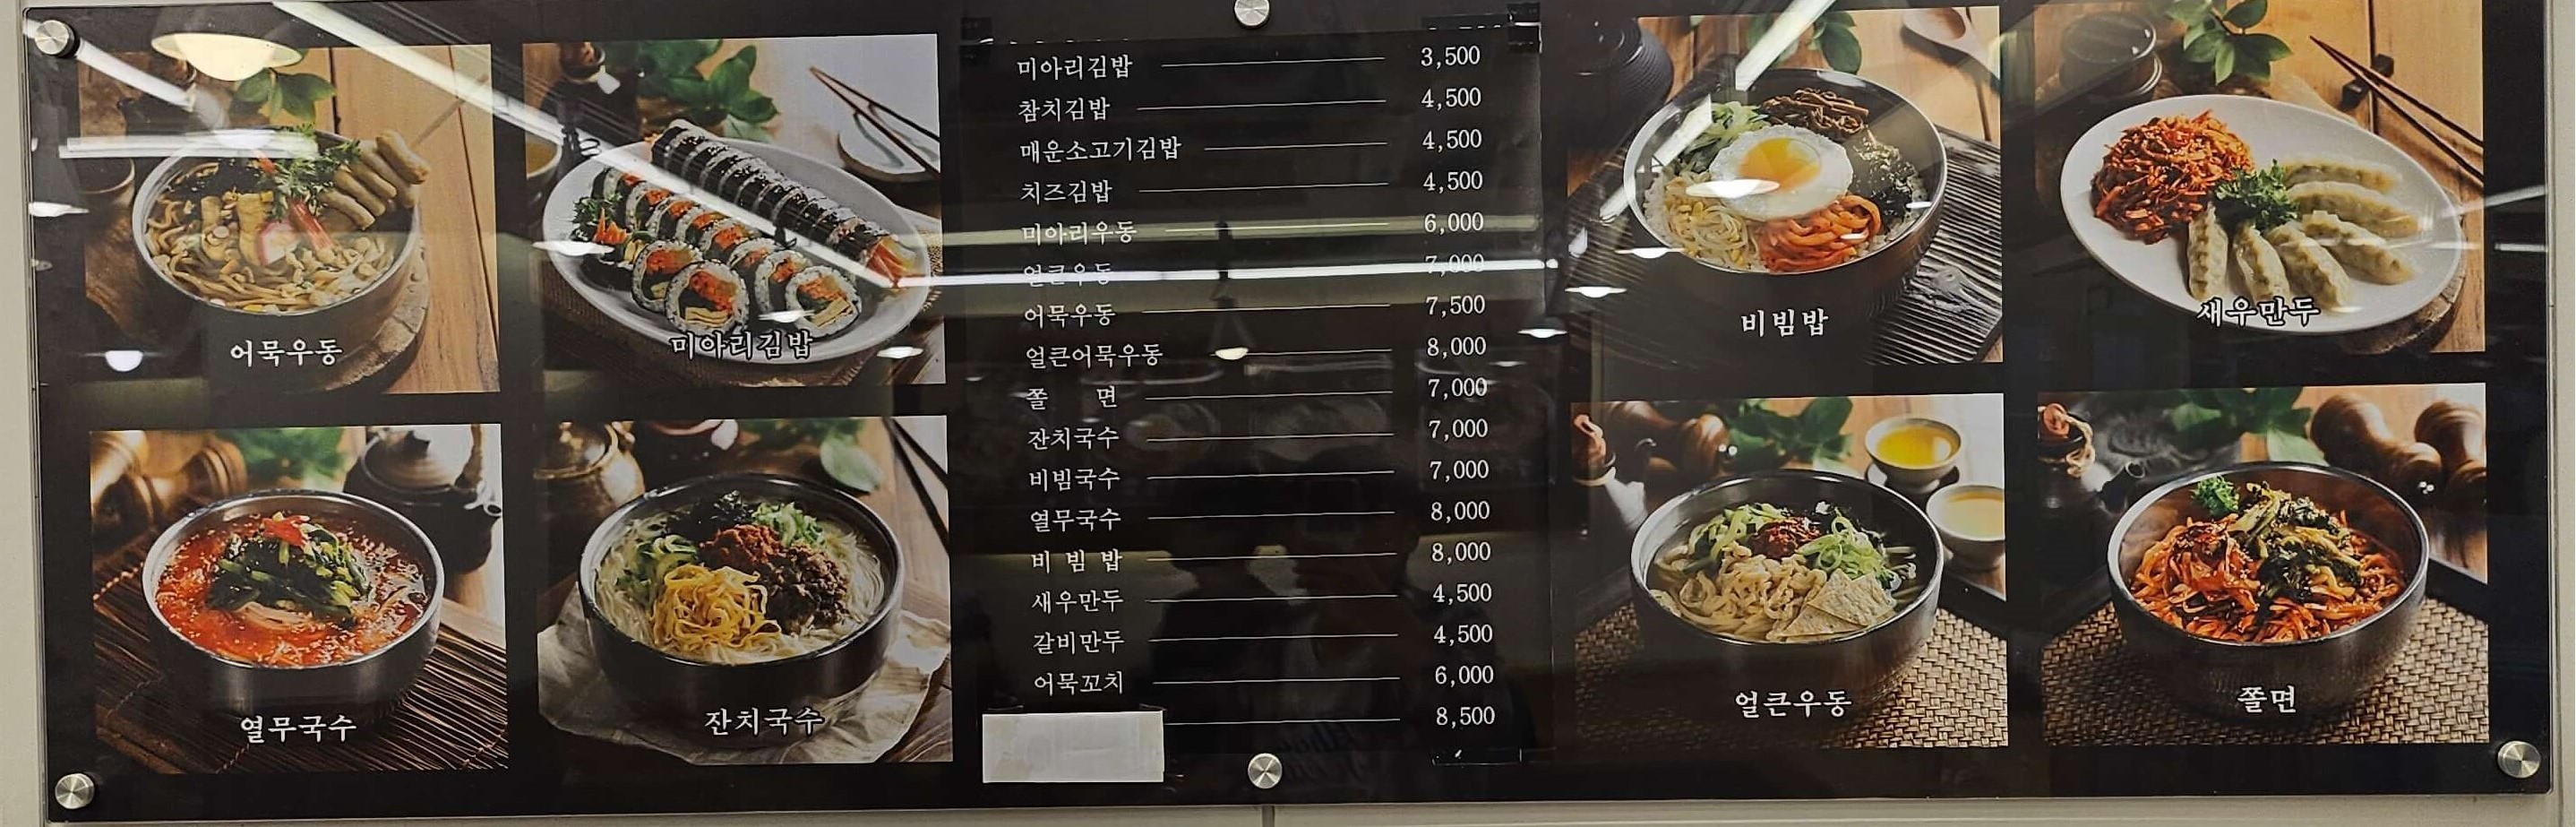 어묵우동
미아리김밥
열무국수
잔치국수
미아리김밥 3,500
참치김밥 4,500
매운소고기김밥 4,500
치즈김밥 4,500
미아리우동 6,000
얼큰우동 7,000
어묵우동 7,500
얼큰어묵우동 8,000
쫄 면 7,000
잔치국수 7,000
비빔국수 7,000
열무국수 8,000
비 빔 밥 8,000
새우만두 4,500
갈비만두 4,500
어묵꼬치 6,000
8,500
비빔밥
새우만두
얼큰우동
쫄면